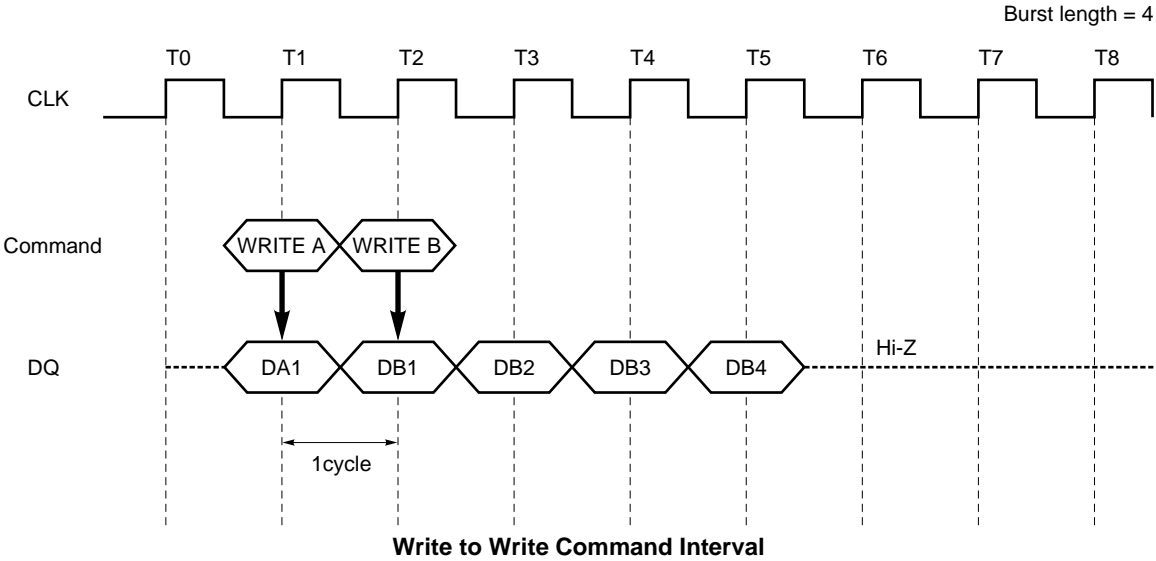 Burst length = 4
T0 T1 T2 T3 T4 T5 T6 T7 T8
CLK
Command WRITE A WRITE B
Hi-Z
DQ DA1 DB1 DB2 DB3 DB4
1cycle
Write to Write Command Interval